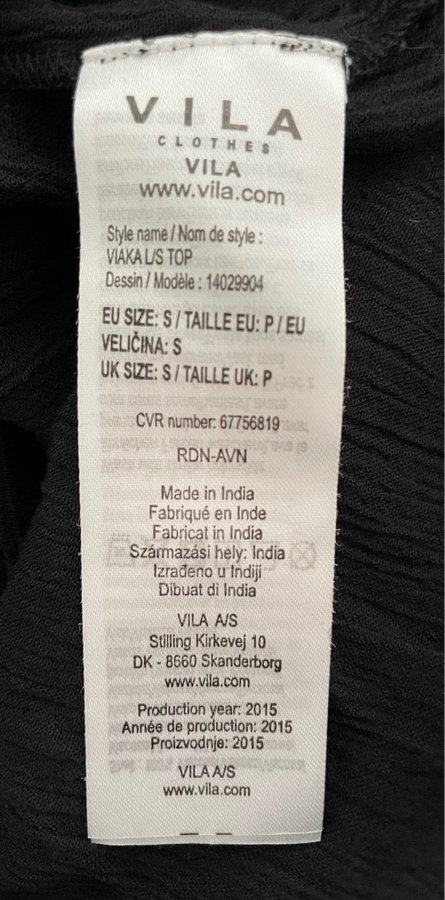 VILA
CLOTHES
VILA
www.vila.com
Style name / Nom de style :
VIAKA L/S TOP
Dessin / Modèle : 14029904
EU SIZE: S / TAILLE EU: P / EU
VELIČINA: S
UK SIZE: S / TAILLE UK: P
CVR number: 67756819
RDN-AVN
Made in India
Fabriqué en Inde
Fabricat in India
Származási hely: India
Izrađeno u Indiji
Dibuat di India
VILA A/S
Stilling Kirkevej 10
DK - 8660 Skanderborg
www.vila.com
Production year: 2015
Année de production: 2015
Proizvodnje: 2015
VILA A/S
www.vila.com